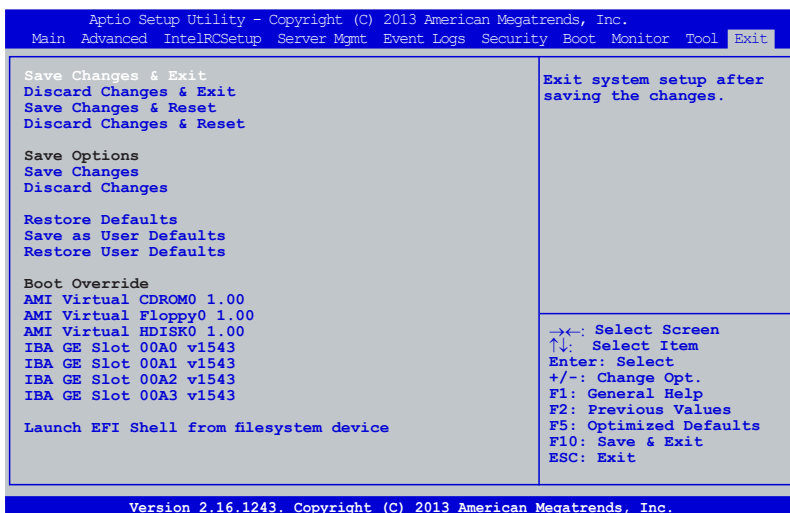 Aptio Setup Utility – Copyright (C) 2013 American Megatrends, Inc.
Main Advanced IntelRCSetup Server Mgmt Event Logs Security Boot Monitor Tool Exit
Save Changes & Exit
Discard Changes & Exit
Save Changes & Reset
Discard Changes & Reset
Save Options
Save Changes
Discard Changes
Restore Defaults
Save as User Defaults
Restore User Defaults
Boot Override
AMI Virtual CDROM0 1.00
AMI Virtual Floppy0 1.00
AMI Virtual HDISK0 1.00
IBA GE Slot 00A0 v1543
IBA GE Slot 00A1 v1543
IBA GE Slot 00A2 v1543
IBA GE Slot 00A3 v1543
Launch EFI Shell from filesystem device
Exit system setup after
saving the changes.
→←: Select Screen
↑↓: Select Item
Enter: Select
+/-: Change Opt.
F1: General Help
F2: Previous Values
F5: Optimized Defaults
F10: Save & Exit
ESC: Exit
Version 2.16.1243. Copyright (C) 2013 American Megatrends, Inc.